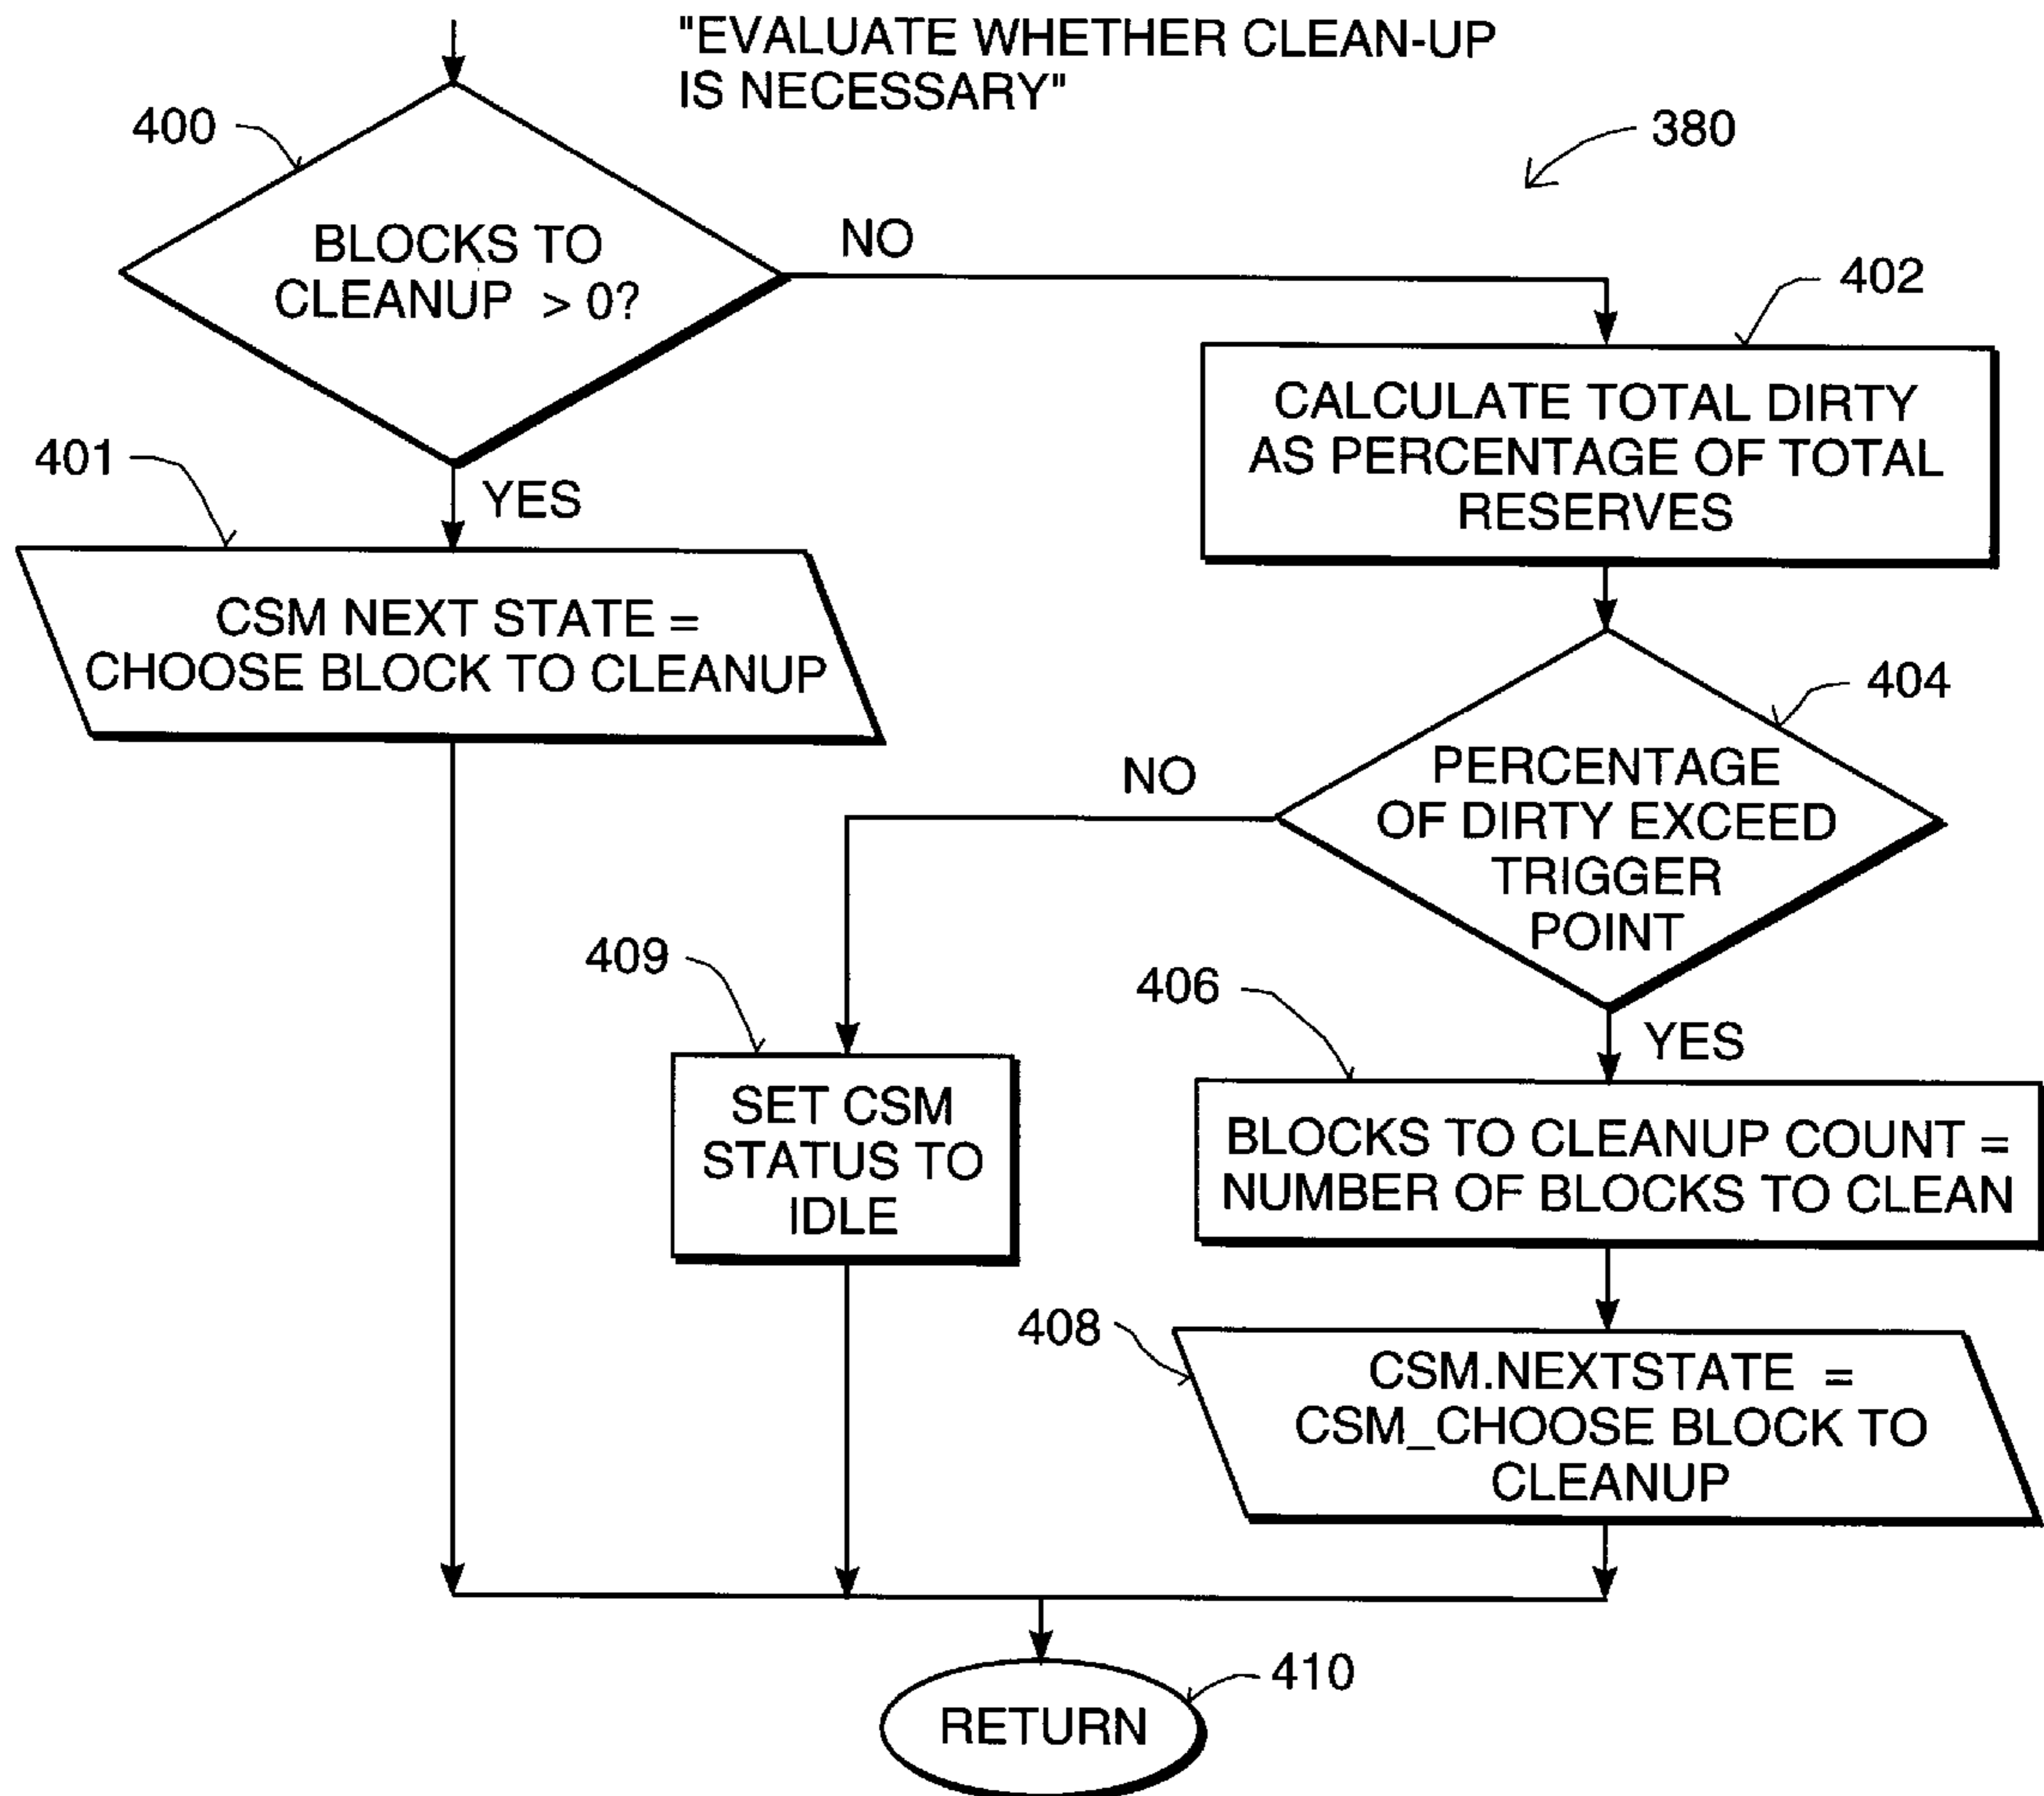 "EVALUATE WHETHER CLEAN-UP
IS NECESSARY"
380
400
BLOCKS TO
CLEANUP > 0?
NO
YES
401
CSM NEXT STATE =
CHOOSE BLOCK TO CLEANUP
402
CALCULATE TOTAL DIRTY
AS PERCENTAGE OF TOTAL
RESERVES
404
PERCENTAGE
OF DIRTY EXCEED
TRIGGER
POINT
NO
YES
409
SET CSM
STATUS TO
IDLE
406
BLOCKS TO CLEANUP COUNT =
NUMBER OF BLOCKS TO CLEAN
408
CSM.NEXTSTATE =
CSM_CHOOSE BLOCK TO
CLEANUP
410
RETURN